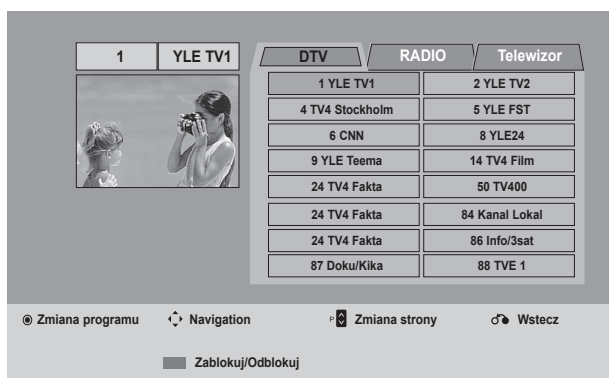 1 YLE TV1
DTV RADIO Telewizor
1 YLE TV1 2 YLE TV2
4 TV4 Stockholm 5 YLE FST
6 CNN 8 YLE24
9 YLE Teema 14 TV4 Film
24 TV4 Fakta 50 TV400
24 TV4 Fakta 84 Kanal Lokal
24 TV4 Fakta 86 Info/3sat
87 Doku/Kika 88 TVE 1
Zmiana programu Navigation P Zmiana strony Wstecz
Zablokuj/Odblokuj